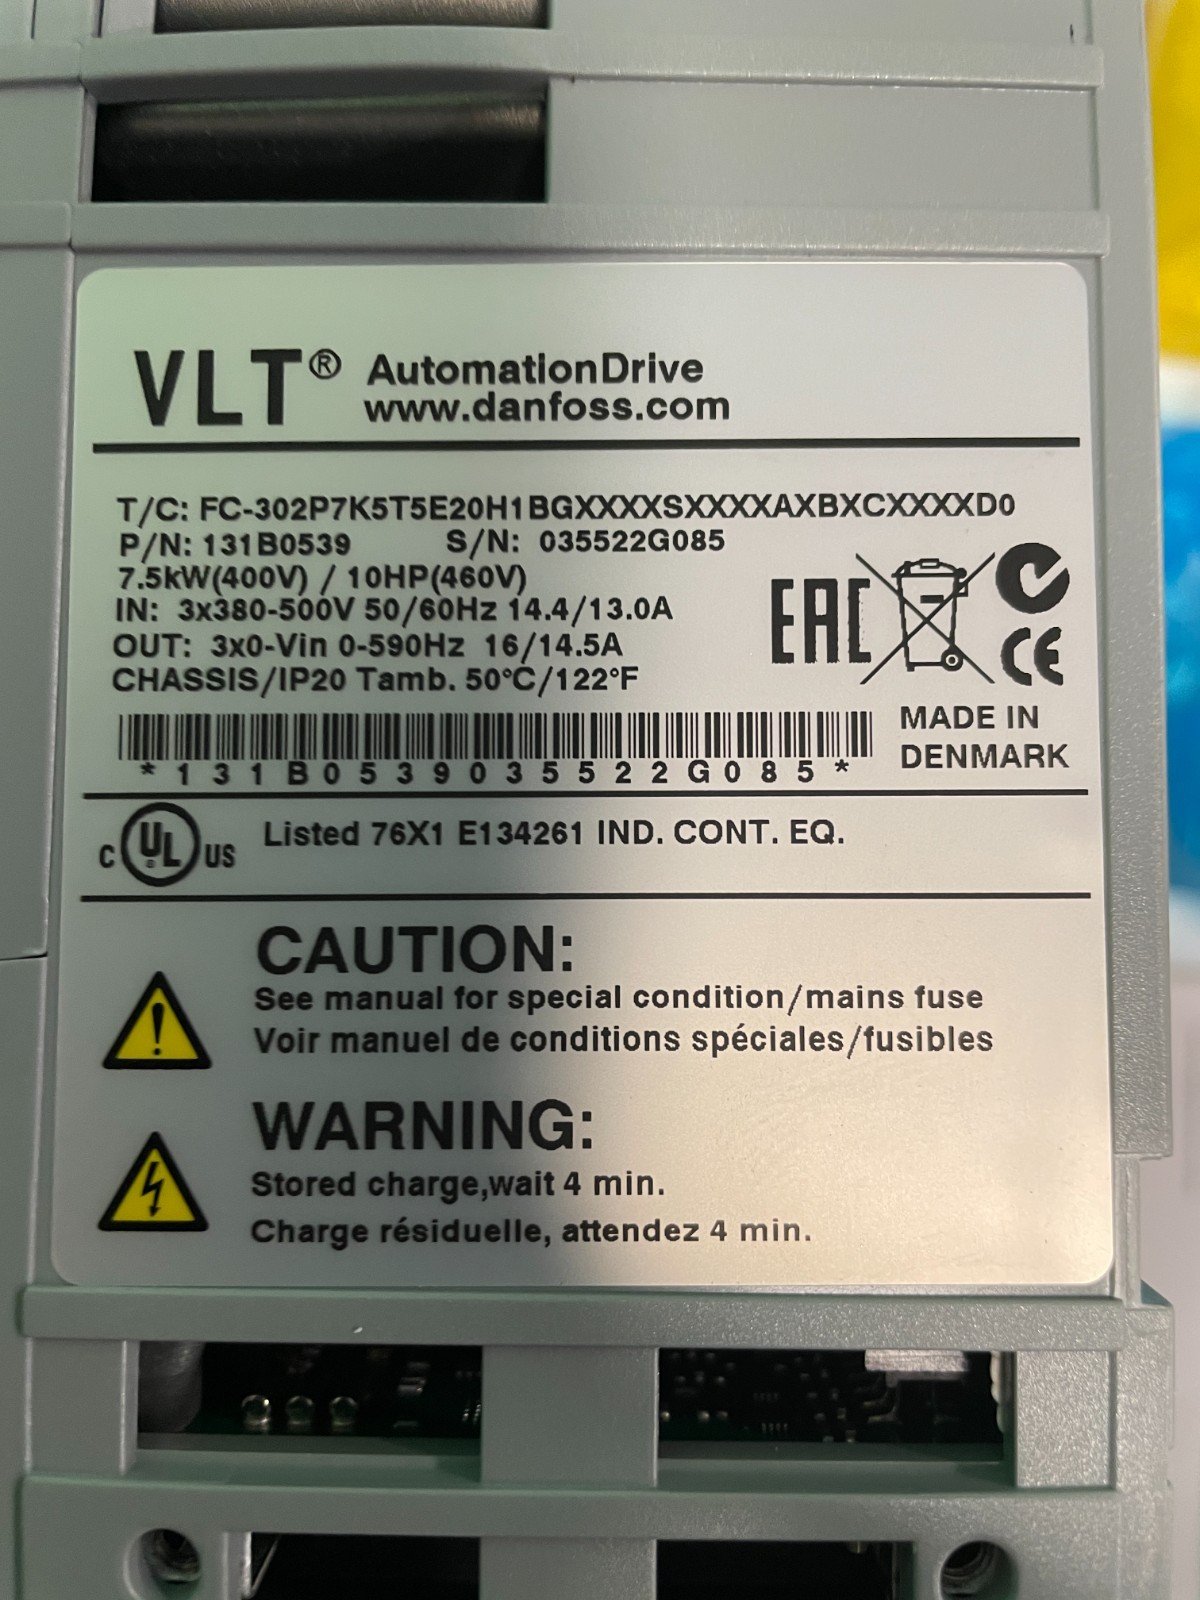 VLT® AutomationDrive
www.danfoss.com
T/C: FC-302P7K5T5E20H1BGXXXXSXXXXAXBXCXXXXD0
P/N: 131B0539 S/N: 035522G085
7.5kW(400V) / 10HP(460V)
IN: 3x380-500V 50/60Hz 14.4/13.0A
OUT: 3x0-Vin 0-590Hz 16/14.5A
CHASSIS/IP20 Tamb. 50°C/122°F
EAC
CE
*131B0539035522G085*
MADE IN
DENMARK
C UL US Listed 76X1 E134261 IND. CONT. EQ.
CAUTION:
See manual for special condition/mains fuse
Voir manuel de conditions spéciales/fusibles
WARNING:
Stored charge,wait 4 min.
Charge résiduelle, attendez 4 min.